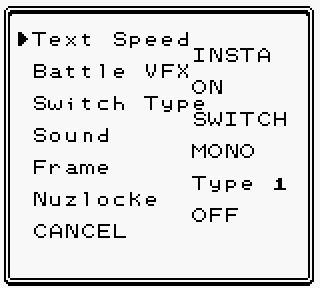 Text Speed
INSTA
Battle VFX
ON
Switch Type
SWITCH
Sound
MONO
Frame
Type 1
Nuzlocke
OFF
CANCEL